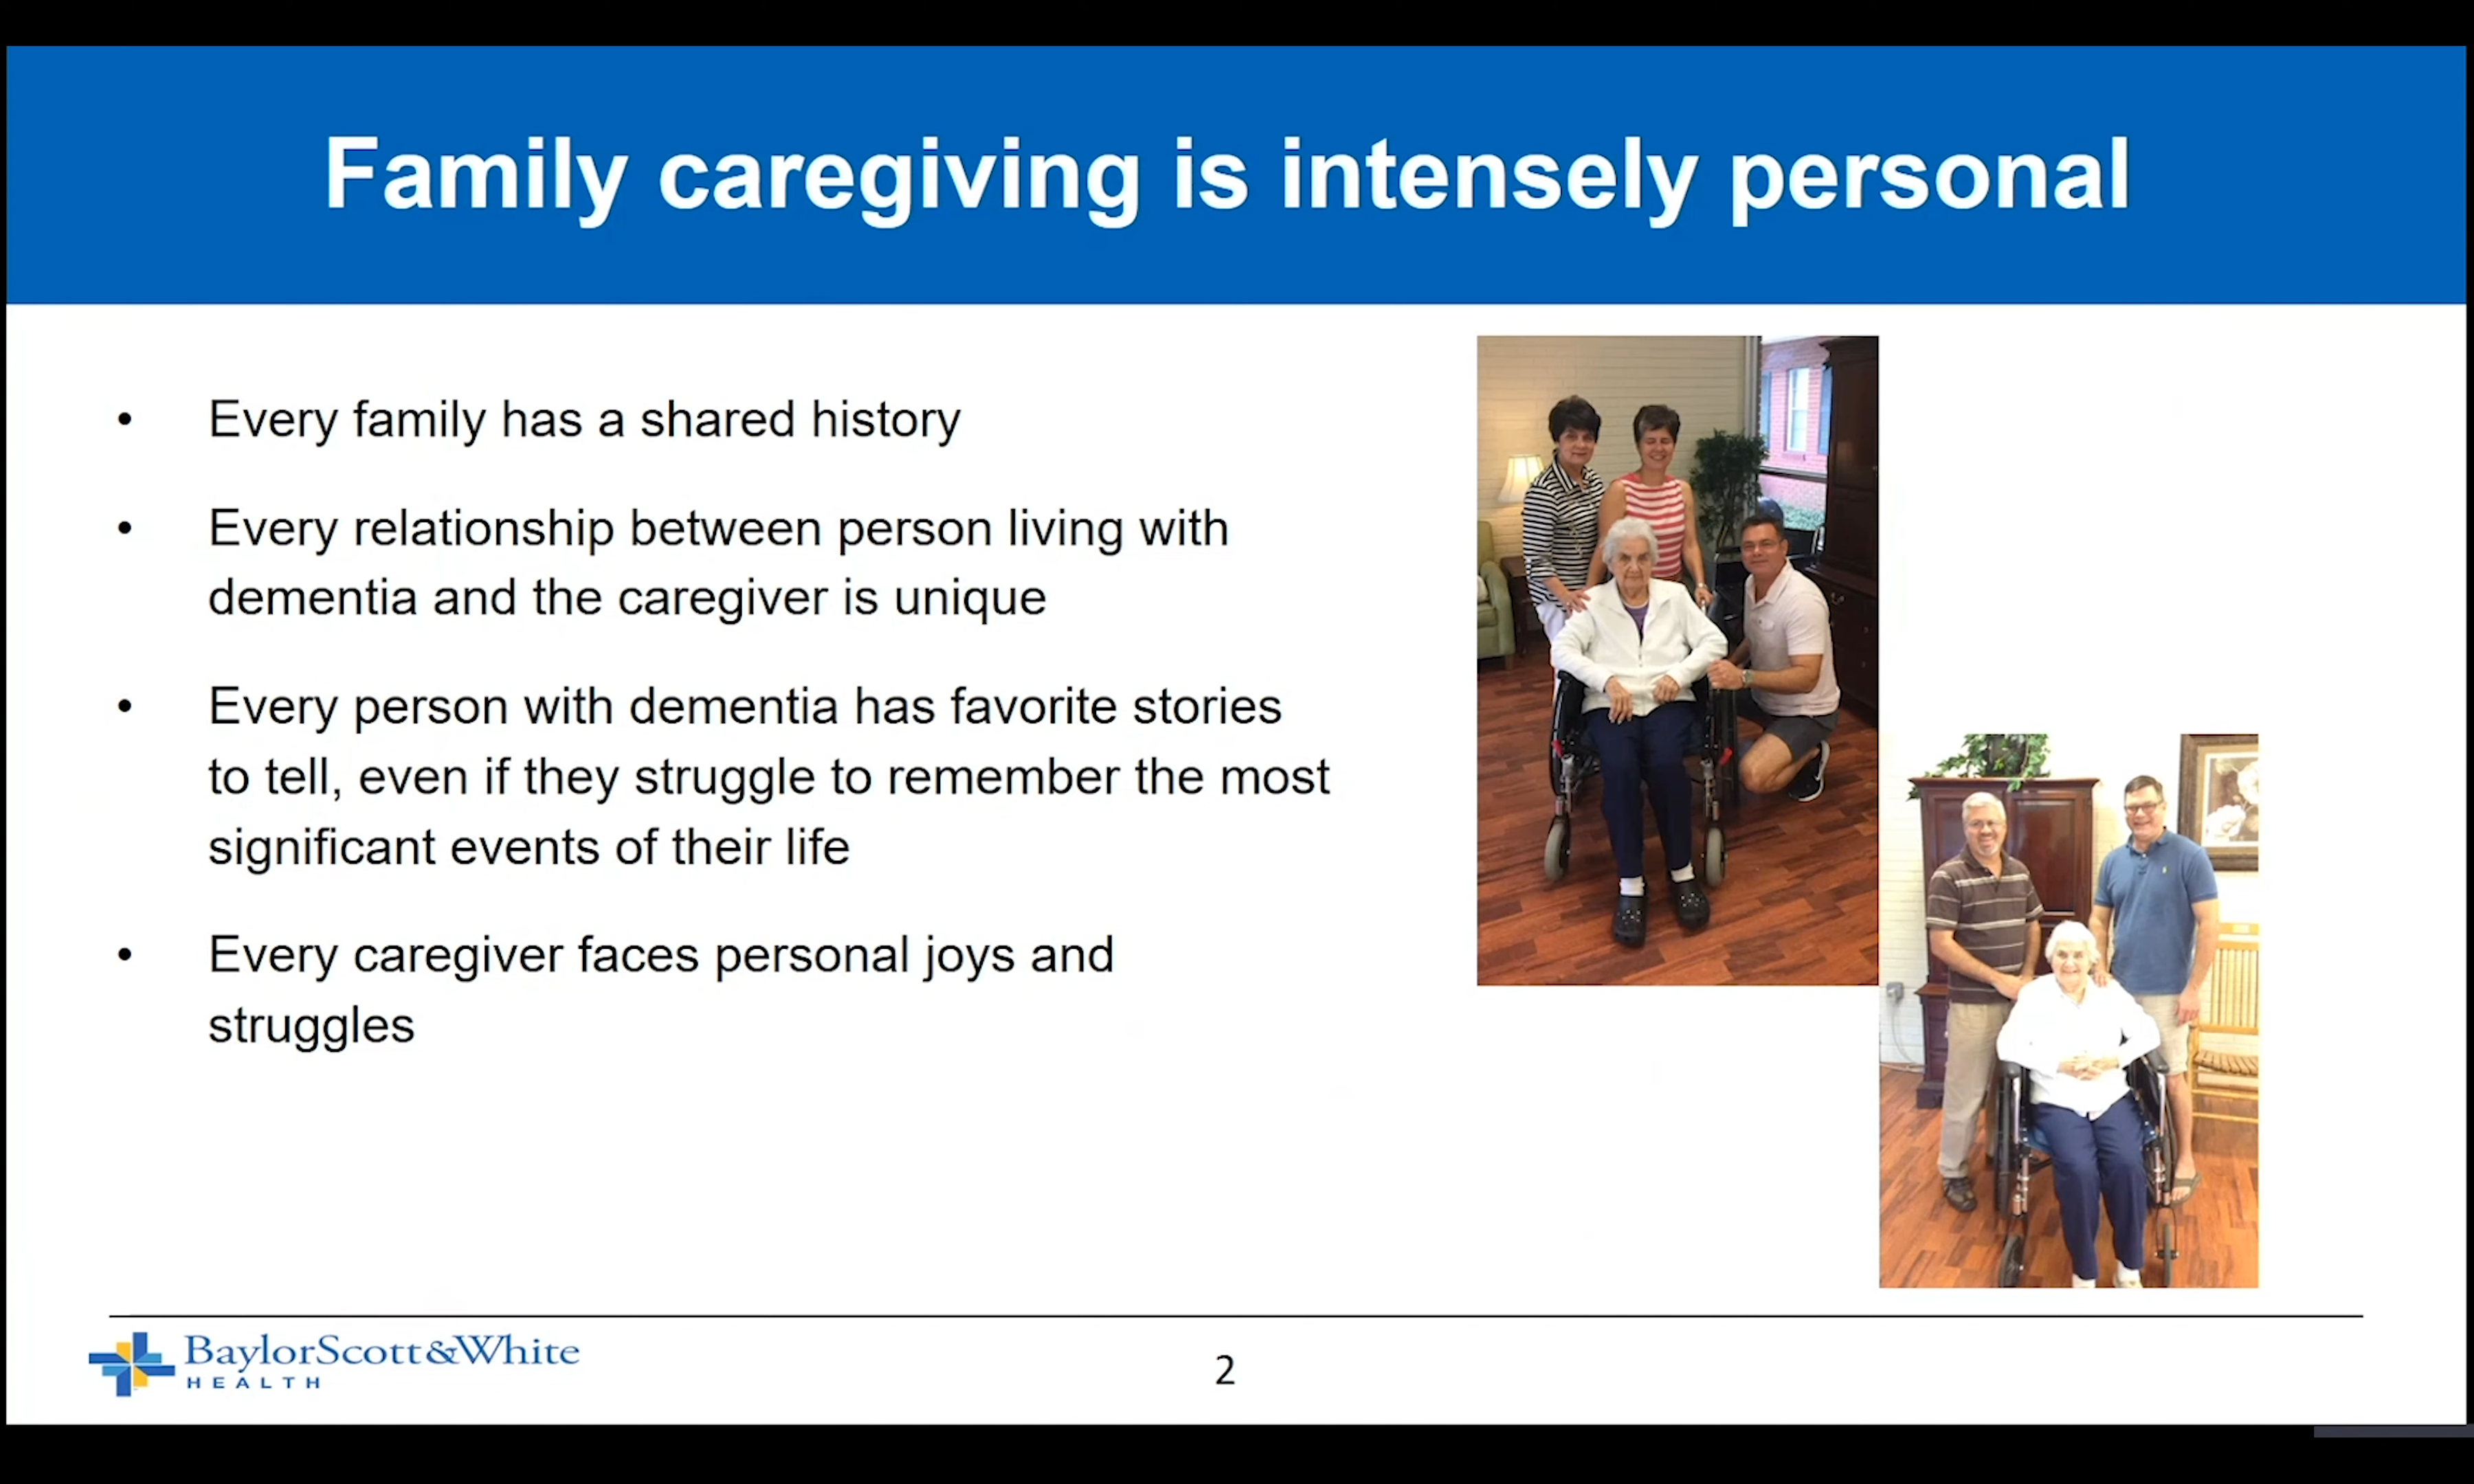 Family caregiving is intensely personal
• Every family has a shared history
• Every relationship between person living with
dementia and the caregiver is unique
• Every person with dementia has favorite stories
to tell, even if they struggle to remember the most
significant events of their life
• Every caregiver faces personal joys and
struggles
BaylorScott&White
HEALTH
2